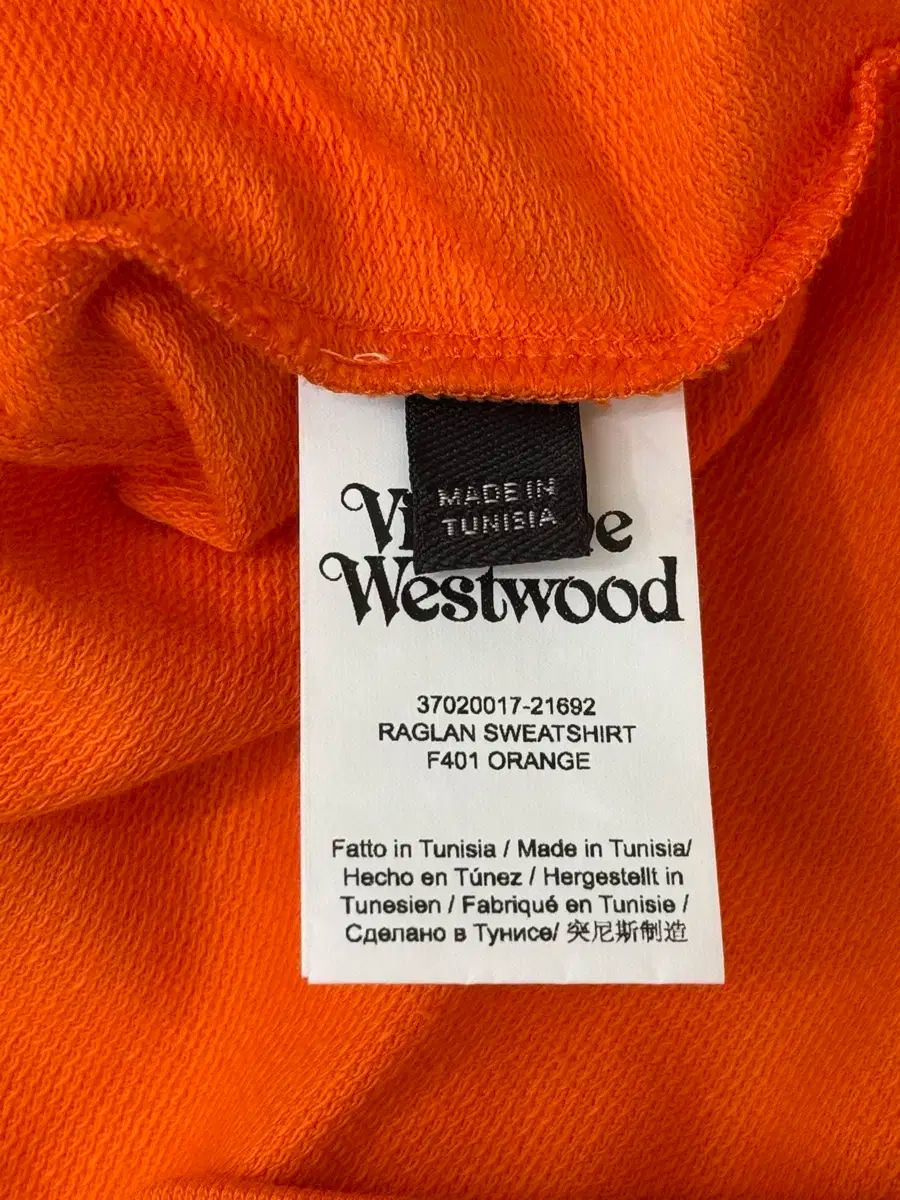 MADE IN
TUNISIA
Westwood
37020017-21692
RAGLAN SWEATSHIRT
F401 ORANGE
Fatto in Tunisia / Made in Tunisia/
Hecho en Túnez / Hergestellt in
Tunesien / Fabriqué en Tunisie /
Сделано в Тунисе/ 突尼斯制造